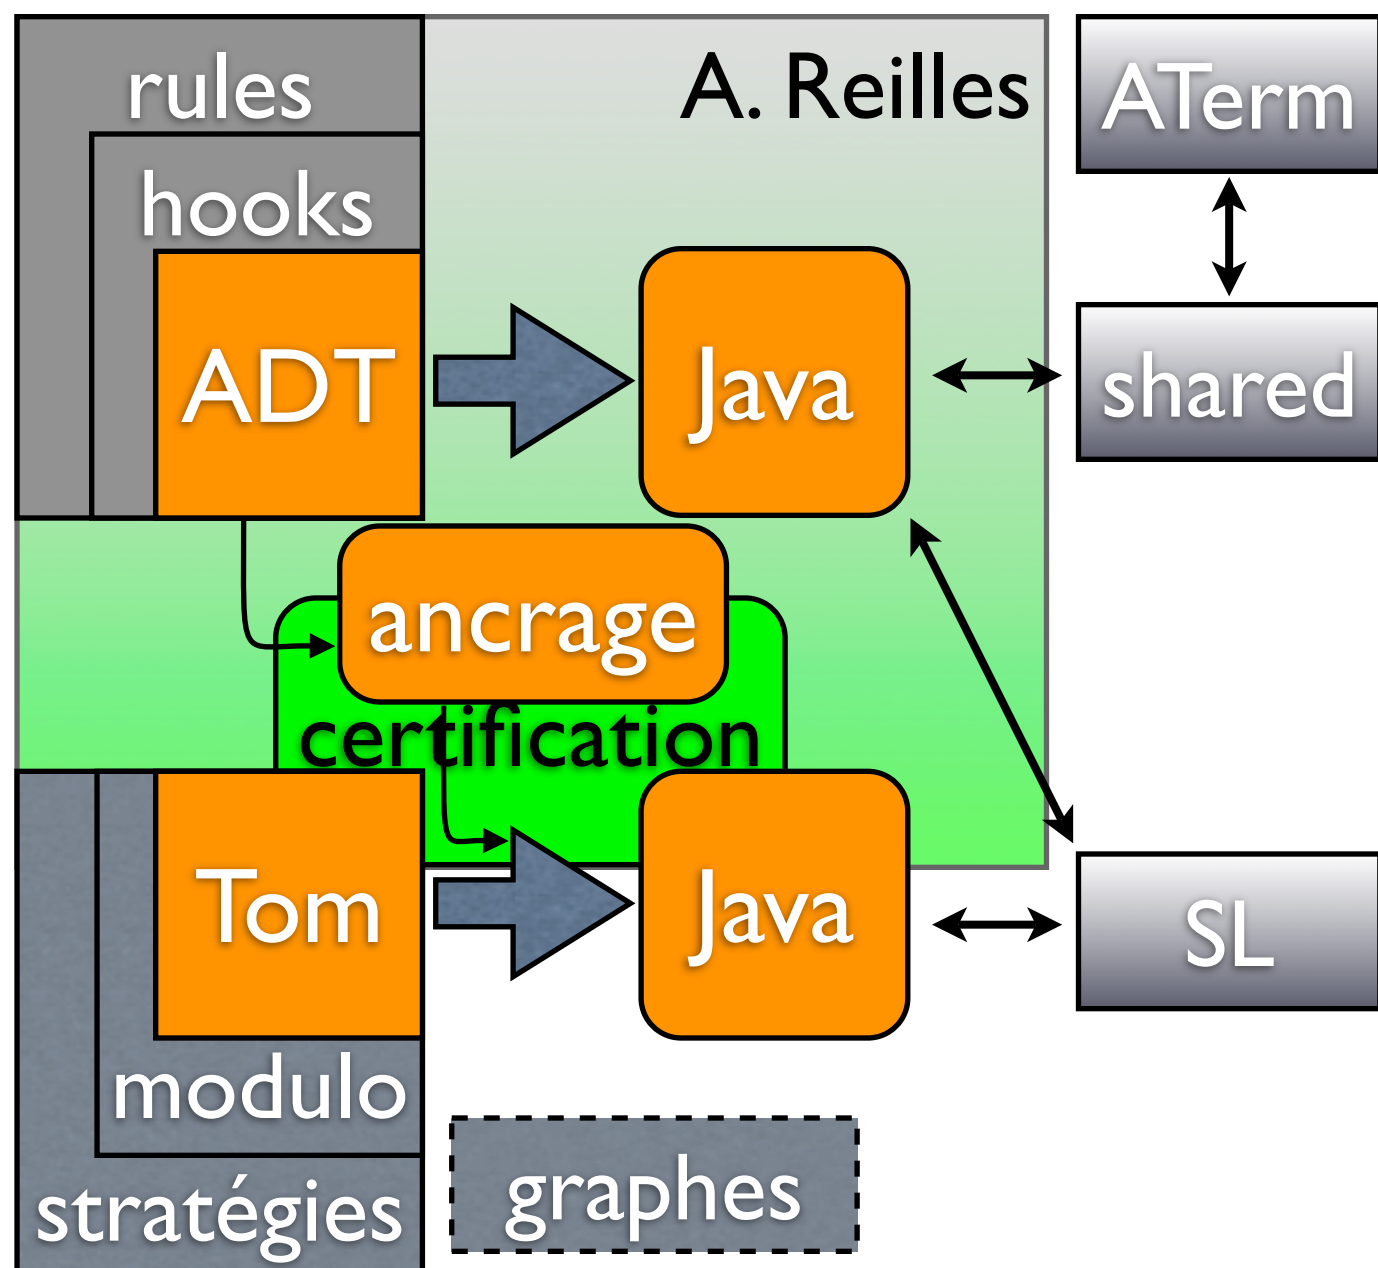 rules
A. Reilles
ATerm
hooks
ADT
Java
shared
ancrage
certification
Tom
Java
SL
modulo
graphes
stratégies